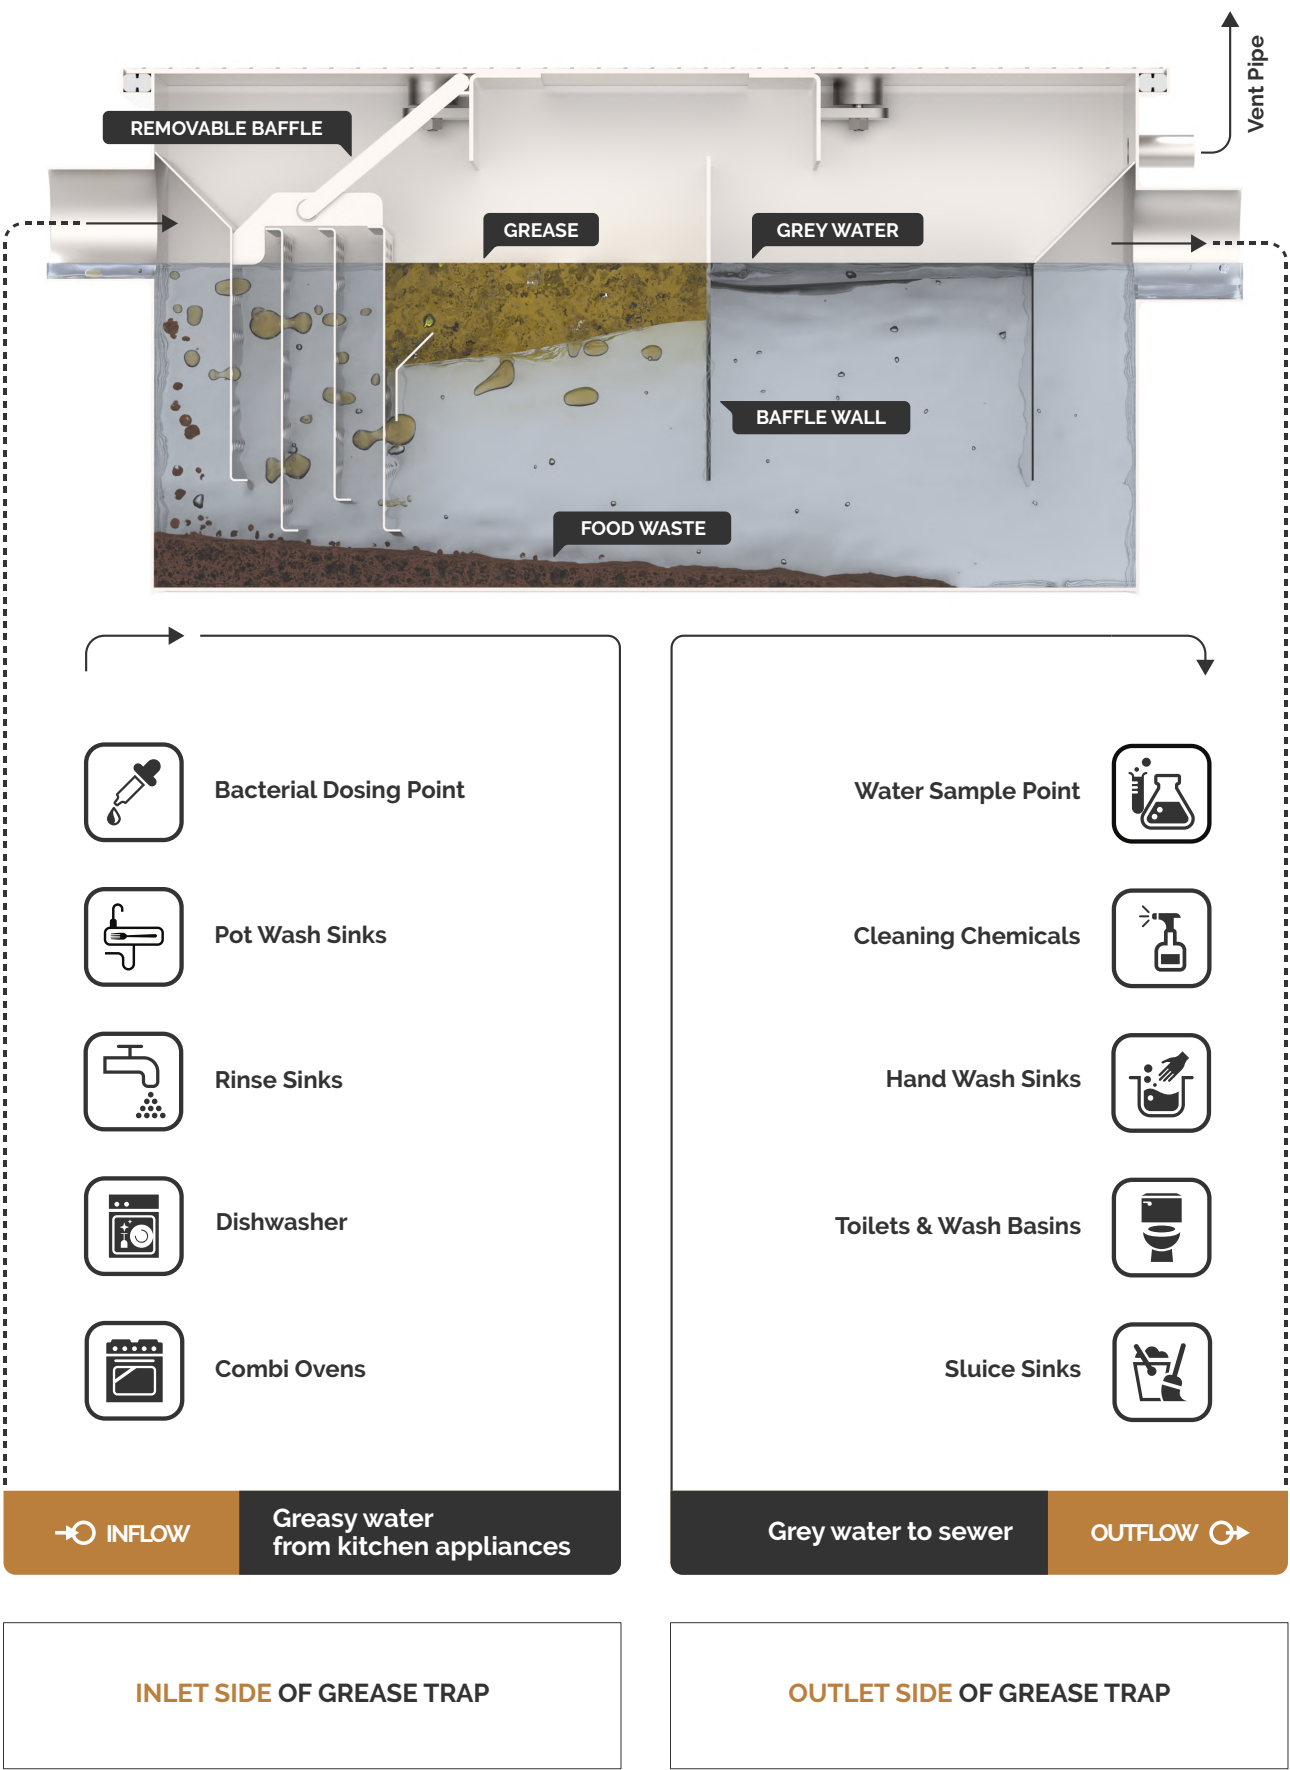 Vent Pipe
REMOVABLE BAFFLE
GREASE
GREY WATER
BAFFLE WALL
FOOD WASTE
Bacterial Dosing Point
Pot Wash Sinks
Rinse Sinks
Dishwasher
Combi Ovens
Water Sample Point
Cleaning Chemicals
Hand Wash Sinks
Toilets & Wash Basins
Sluice Sinks
INFLOW
Greasy water
from kitchen appliances
Grey water to sewer
OUTFLOW
INLET SIDE OF GREASE TRAP
OUTLET SIDE OF GREASE TRAP